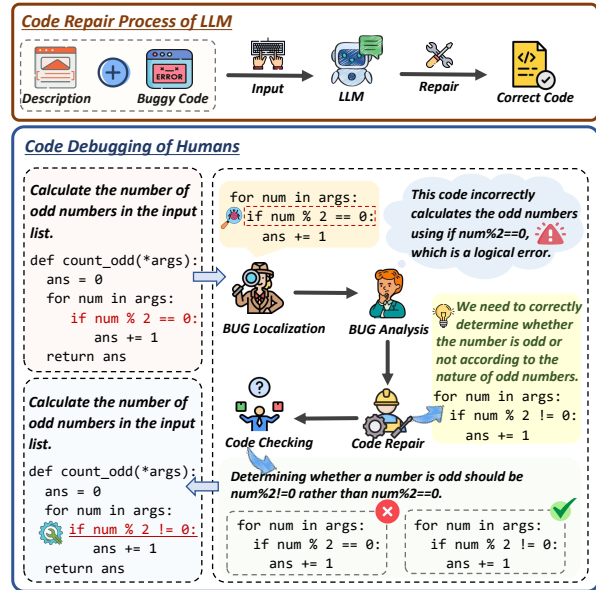 Code Repair Process of LLM
ERROR
Description
Buggy Code
Input
LLM
Repair
Correct Code
Code Debugging of Humans
Calculate the number of
odd numbers in the input
list.
def count_odd(*args):
ans = 0
for num in args:
if num % 2 == 0:
ans += 1
return ans
for num in args:
if num % 2 == 0:
ans += 1
This code incorrectly
calculates the odd numbers
using if num%2==0,
which is a logical error.
BUG Localization
BUG Analysis
We need to correctly
determine whether
the number is odd or
not according to the
nature of odd numbers.
for num in args:
if num % 2 != 0:
ans += 1
Code Checking
Code Repair
Calculate the number of
odd numbers in the input
list.
def count_odd(*args):
ans = 0
for num in args:
if num % 2 != 0:
ans += 1
return ans
Determining whether a number is odd should be
num%2!=0 rather than num%2==0.
for num in args:
if num % 2 == 0:
ans += 1
for num in args:
if num % 2 != 0:
ans += 1